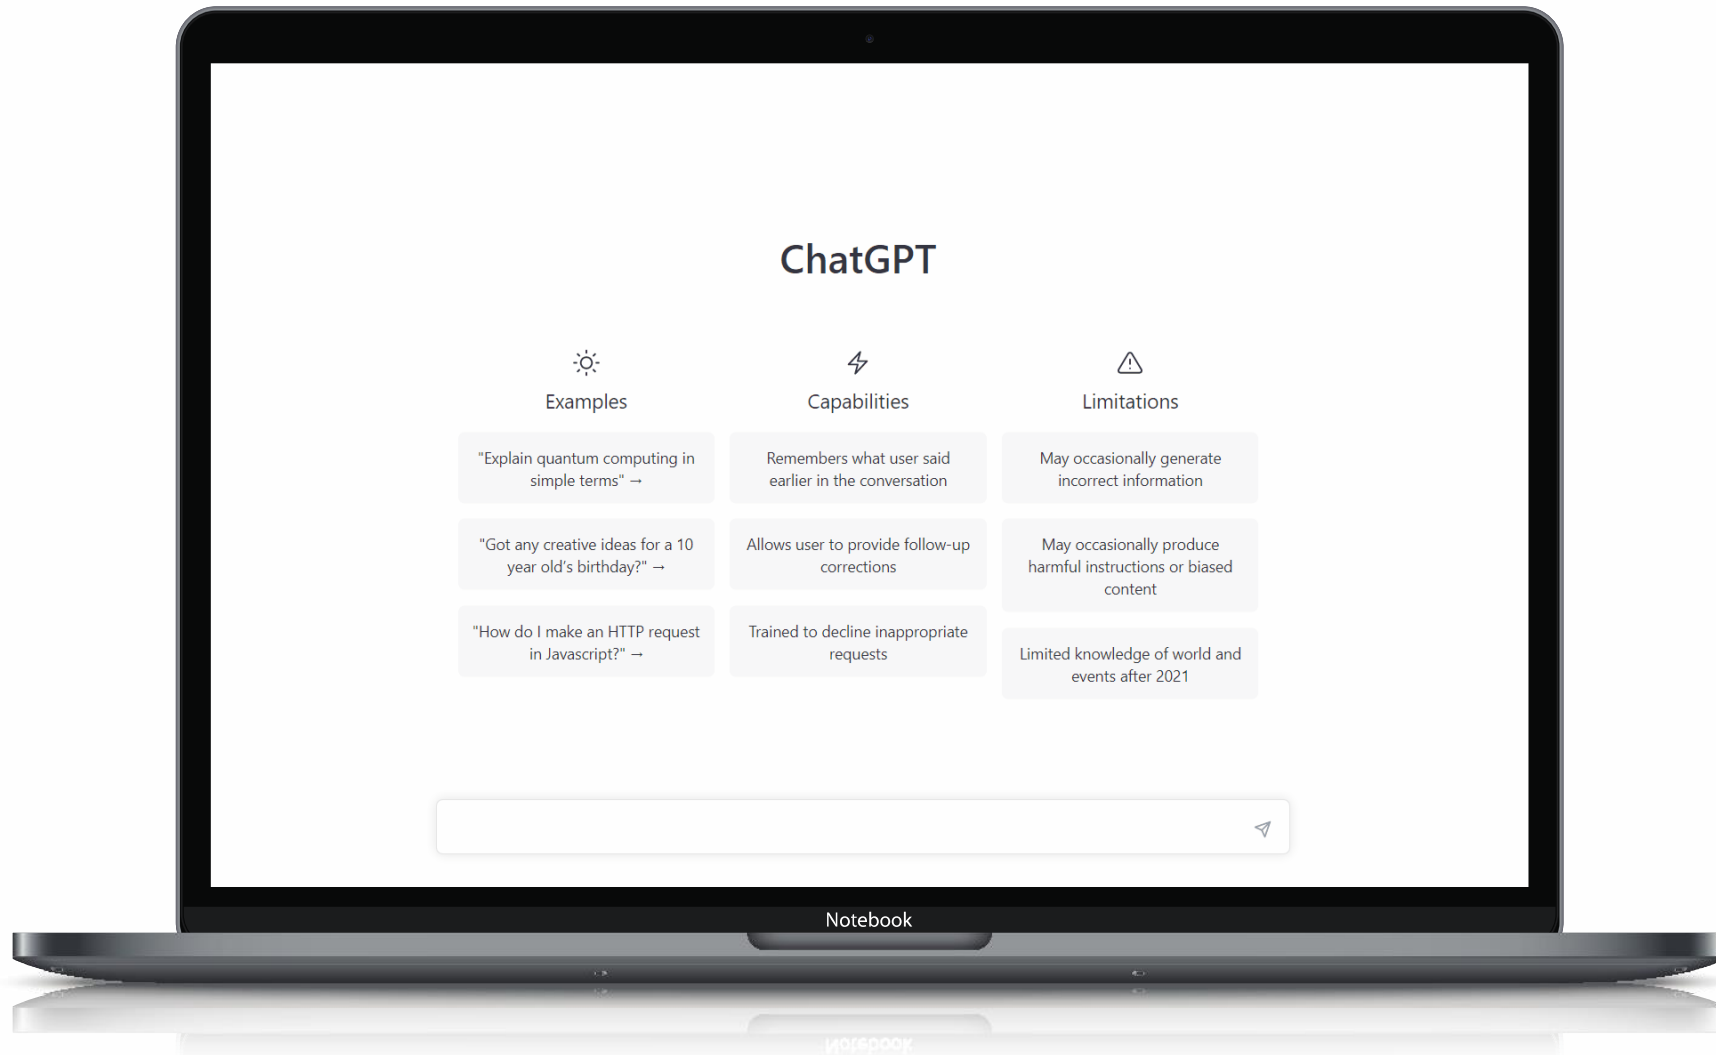 ChatGPT
Examples
"Explain quantum computing in
simple terms" →
"Got any creative ideas for a 10
year old's birthday?" →
"How do I make an HTTP request
in Javascript?" →
Capabilities
Remembers what user said
earlier in the conversation
Allows user to provide follow-up
corrections
Trained to decline inappropriate
requests
Limitations
May occasionally generate
incorrect information
May occasionally produce
harmful instructions or biased
content
Limited knowledge of world and
events after 2021
Notebook